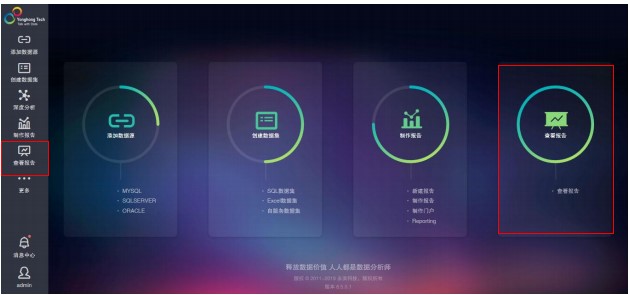 Yonghong Tech
Talk with Data
添加数据源
创建数据集
深度分析
制作报告
查看报告
更多
消息中心
admin
添加数据源
· MYSQL
· SQLSERVER
· ORACLE
创建数据集
· SQL数据集
· Excel数据集
· 自服务数据集
制作报告
· 新建报告
· 制作报告
· 制作门户
· Reporting
查看报告
· 查看报告
释放数据价值 人人都是数据分析师